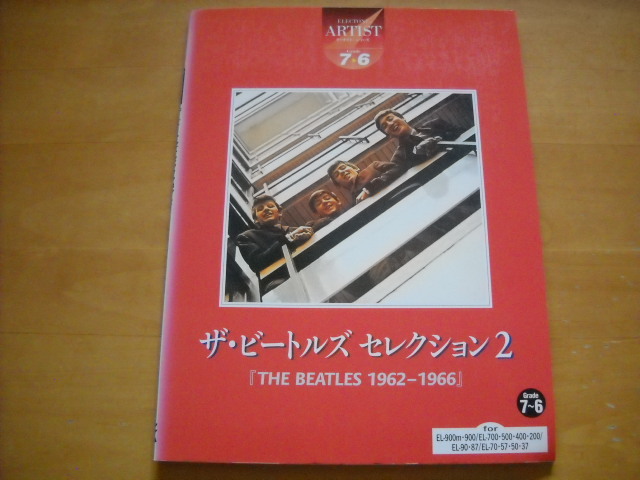 ELECTONE
ARTIST
Grade
7・6
ザ・ビートルズ セレクション 2
『THE BEATLES 1962−1966』
Grade
7~6
for
EL-900m・900/EL-700・500・400・200/
EL-90・87/EL-70・57・50・37